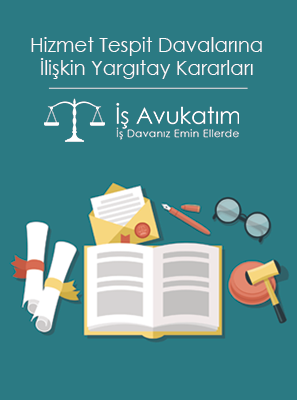 Hizmet Tespit Davalarına
İlişkin Yargıtay Kararları
İş Avukatım
İş Davanız Emin Ellerde